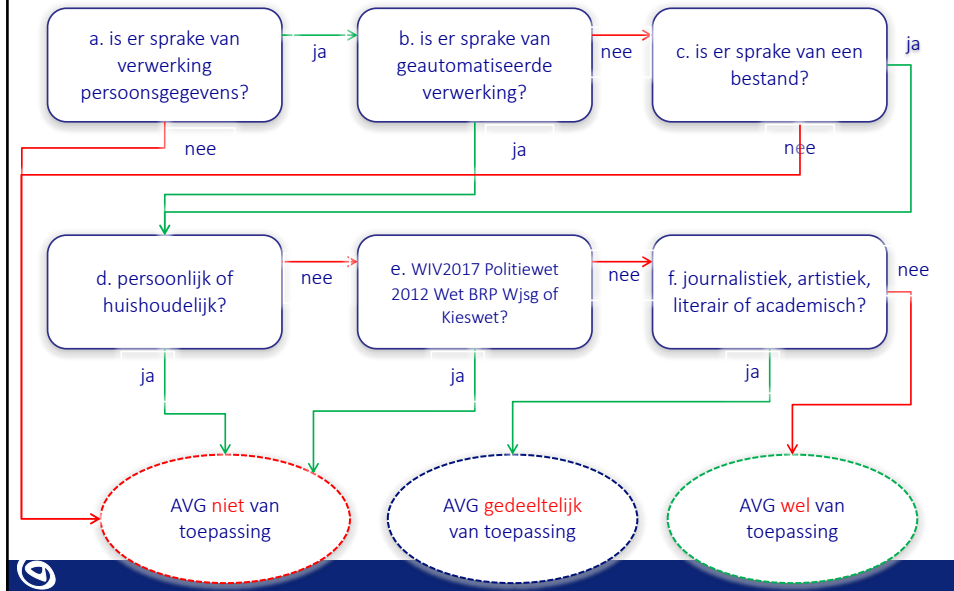 a. is er sprake van
verwerking
persoonsgegevens?
ja
b. is er sprake van
geautomatiseerde
verwerking?
nee
c. is er sprake van een
bestand?
ja
nee
ja
nee
d. persoonlijk of
huishoudelijk?
nee
e. WIV2017 Politiewet
2012 Wet BRP Wjsg of
Kieswet?
nee
f. journalistiek, artistiek,
literair of academisch?
nee
ja
ja
ja
AVG niet van
toepassing
AVG gedeeltelijk
van toepassing
AVG wel van
toepassing